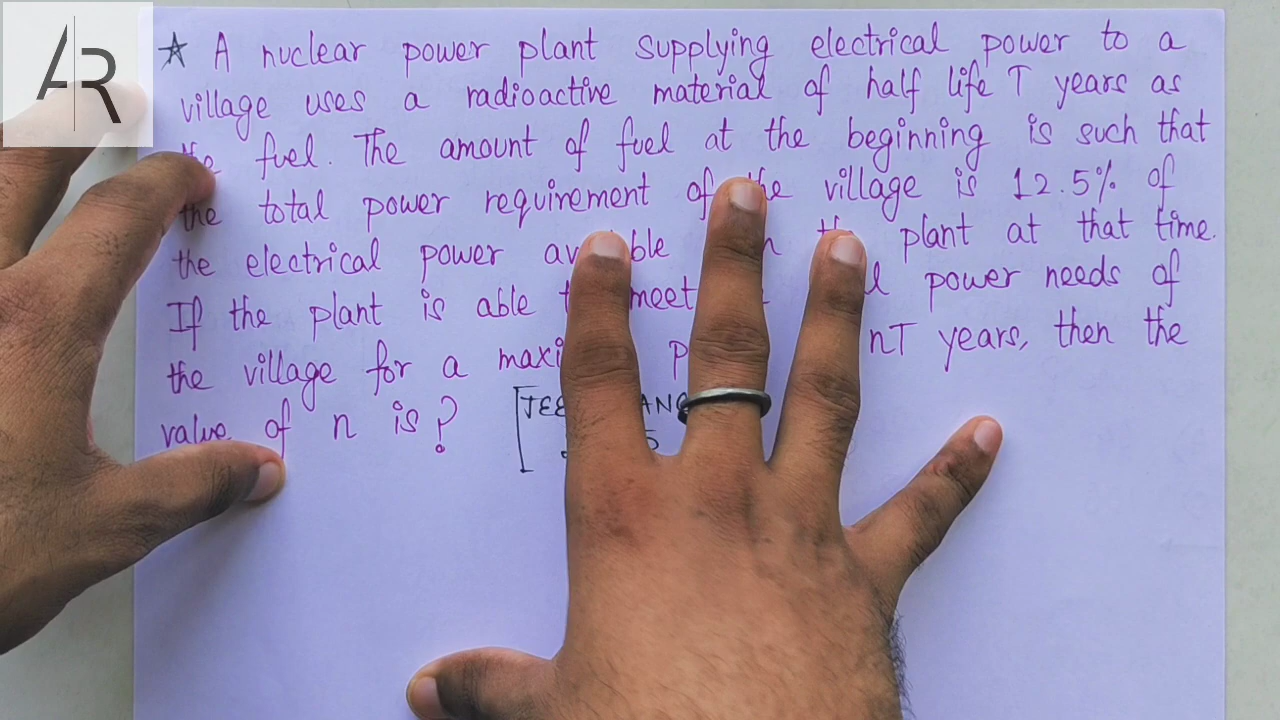 AR
☆ A nuclear power plant supplying electrical power to a
village uses a radioactive material of half life T years as
the fuel. The amount of fuel at the beginning is such that
the total power requirement of the village is 12.5% of
the electrical power plant at that time.
If the plant is able meet power needs of
the village for a nT years, then the
value of n is?